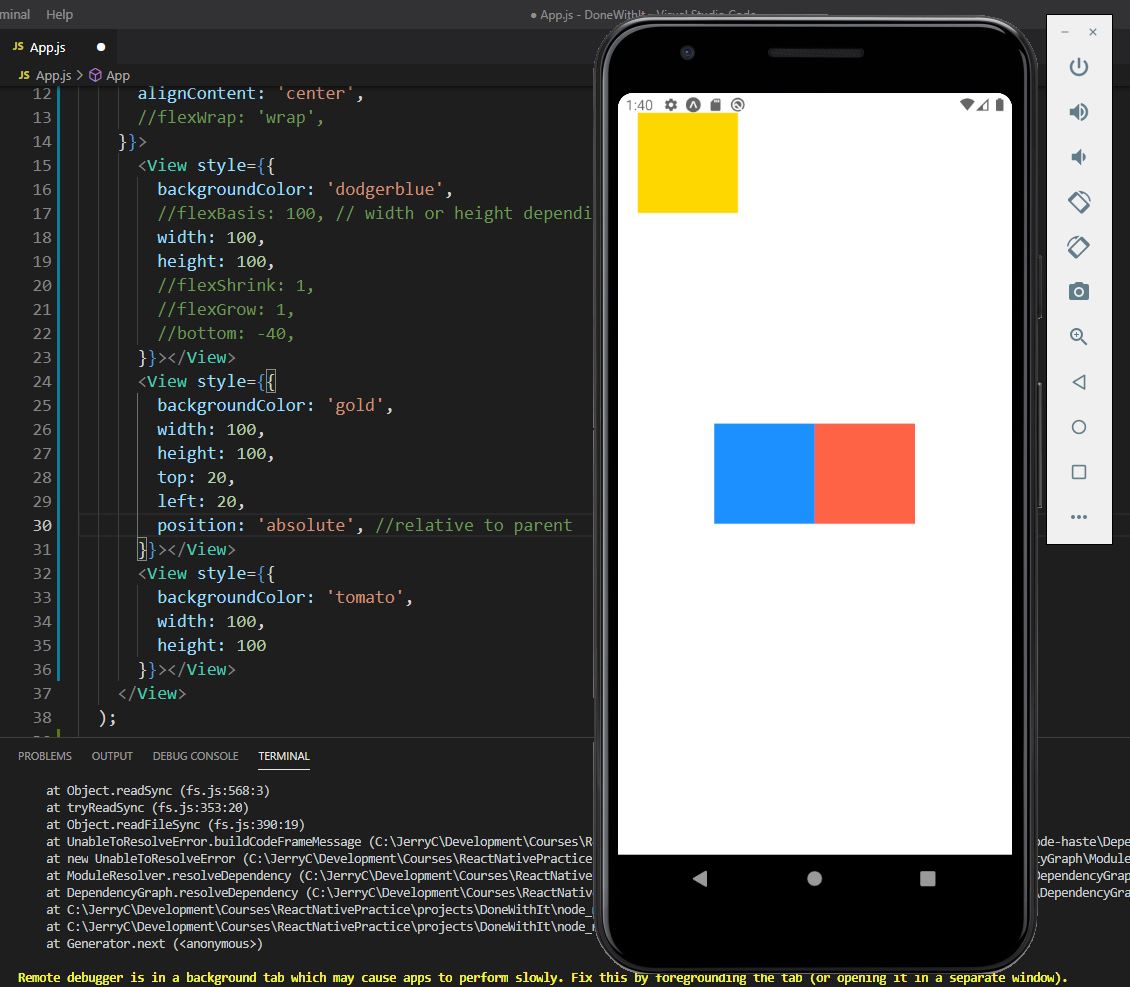 minal Help
● App.js - DoneWithIt - Visual Studio Code
JS App.js ●
JS App.js > App
12 alignContent: 'center',
13 //flexWrap: 'wrap',
14 }}>
15 <View style={{
16 backgroundColor: 'dodgerblue',
17 //flexBasis: 100, // width or height dependi
18 width: 100,
19 height: 100,
20 //flexShrink: 1,
21 //flexGrow: 1,
22 //bottom: -40,
23 }}></View>
24 <View style={{
25 backgroundColor: 'gold',
26 width: 100,
27 height: 100,
28 top: 20,
29 left: 20,
30 position: 'absolute', //relative to parent
31 }}></View>
32 <View style={{
33 backgroundColor: 'tomato',
34 width: 100,
35 height: 100
36 }}></View>
37 </View>
38 );
1:40
PROBLEMS OUTPUT DEBUG CONSOLE TERMINAL
at Object.readSync (fs.js:568:3)
at tryReadSync (fs.js:353:20)
at Object.readFileSync (fs.js:390:19)
at UnableToResolveError.buildCodeFrameMessage (C:\JerryC\Development\Courses\R ode-haste\Depe
at new UnableToResolveError (C:\JerryC\Development\Courses\ReactNativePractice cyGraph\Module
at ModuleResolver.resolveDependency (C:\JerryC\Development\Courses\ReactNative DependencyGrap
at DependencyGraph.resolveDependency (C:\JerryC\Development\Courses\ReactNativ \DependencyGra
at C:\JerryC\Development\Courses\ReactNativePractice\projects\DoneWithIt\node_
at C:\JerryC\Development\Courses\ReactNativePractice\projects\DoneWithIt\node_
at Generator.next (<anonymous>)
Remote debugger is in a background tab which may cause apps to perform slowly. Fix this by foregrounding the tab (or opening it in a separate window).